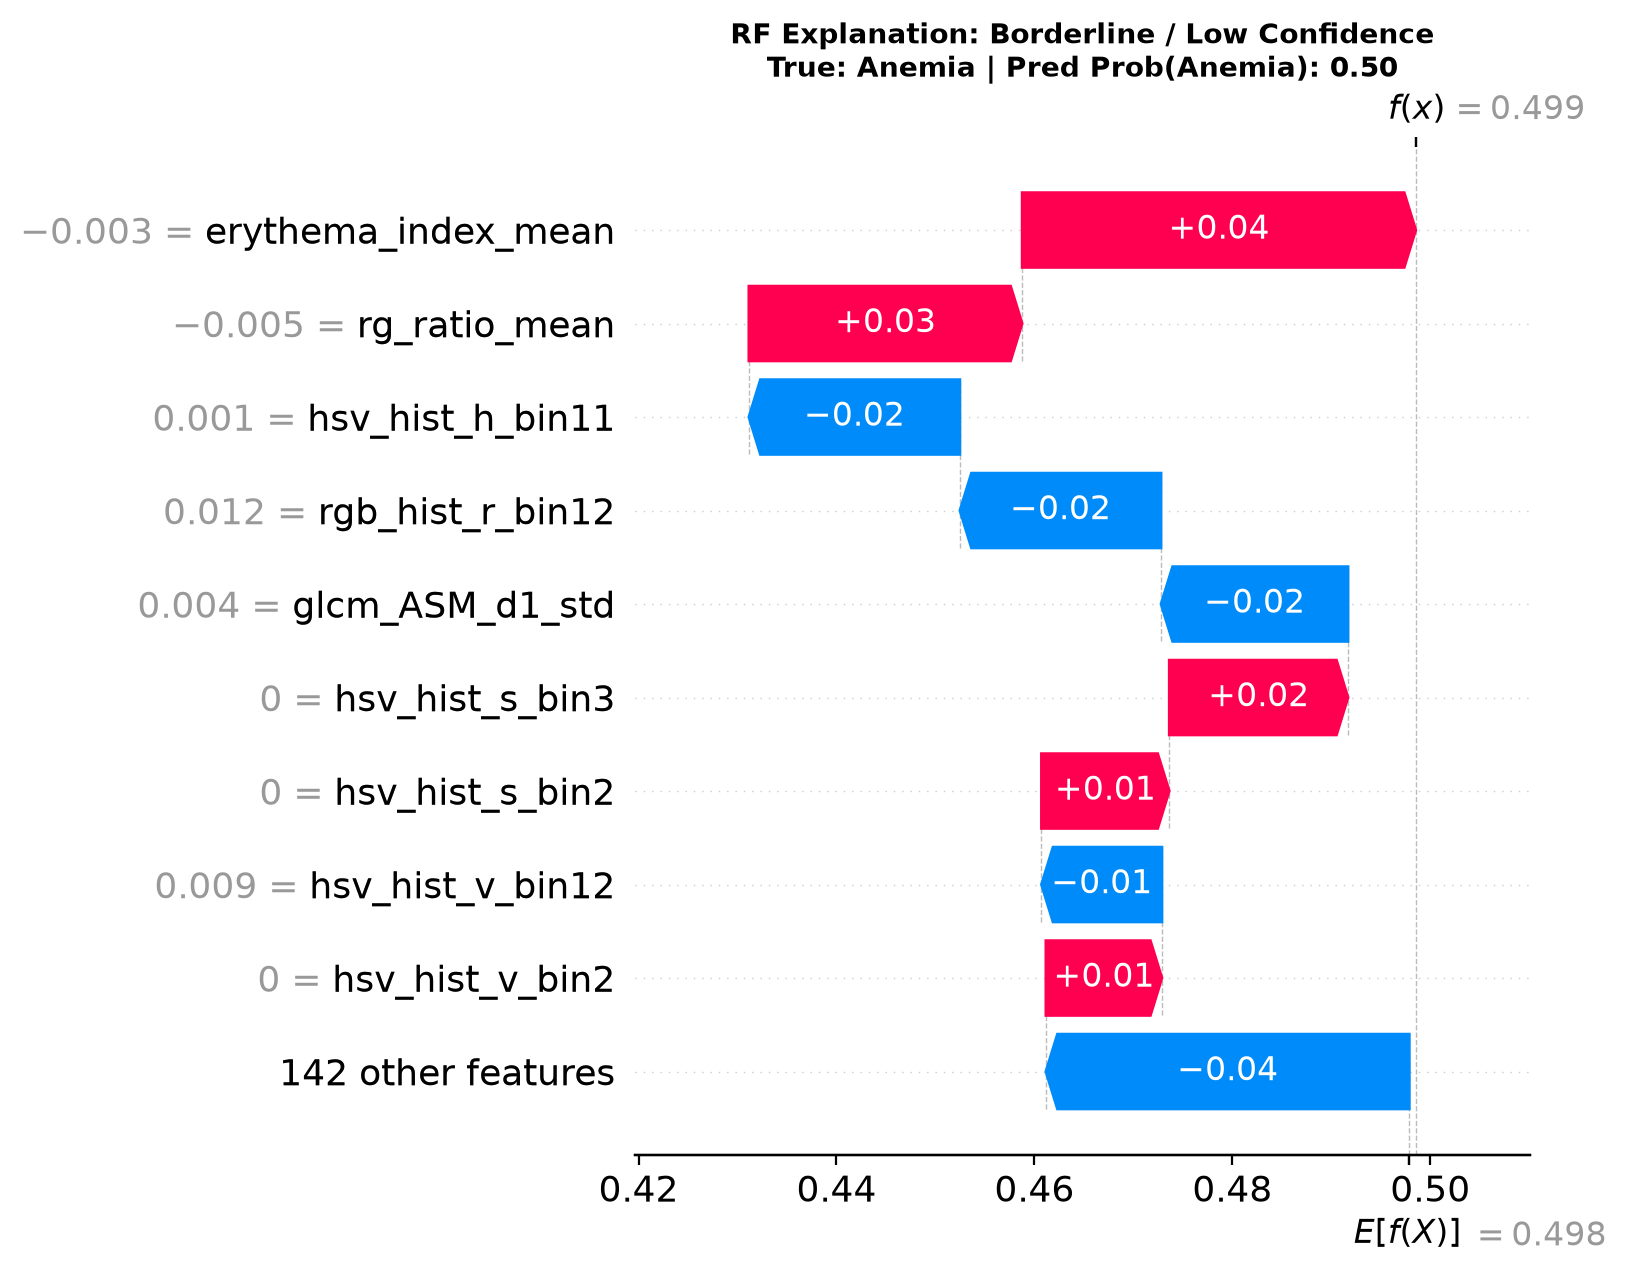 RF Explanation: Borderline / Low Confidence
True: Anemia | Pred Prob(Anemia): 0.50
f(x) = 0.499
−0.003 = erythema_index_mean +0.04
−0.005 = rg_ratio_mean +0.03
0.001 = hsv_hist_h_bin11 −0.02
0.012 = rgb_hist_r_bin12 −0.02
0.004 = glcm_ASM_d1_std −0.02
0 = hsv_hist_s_bin3 +0.02
0 = hsv_hist_s_bin2 +0.01
0.009 = hsv_hist_v_bin12 −0.01
0 = hsv_hist_v_bin2 +0.01
142 other features −0.04
0.42 0.44 0.46 0.48 0.50
E[f(X)] = 0.498